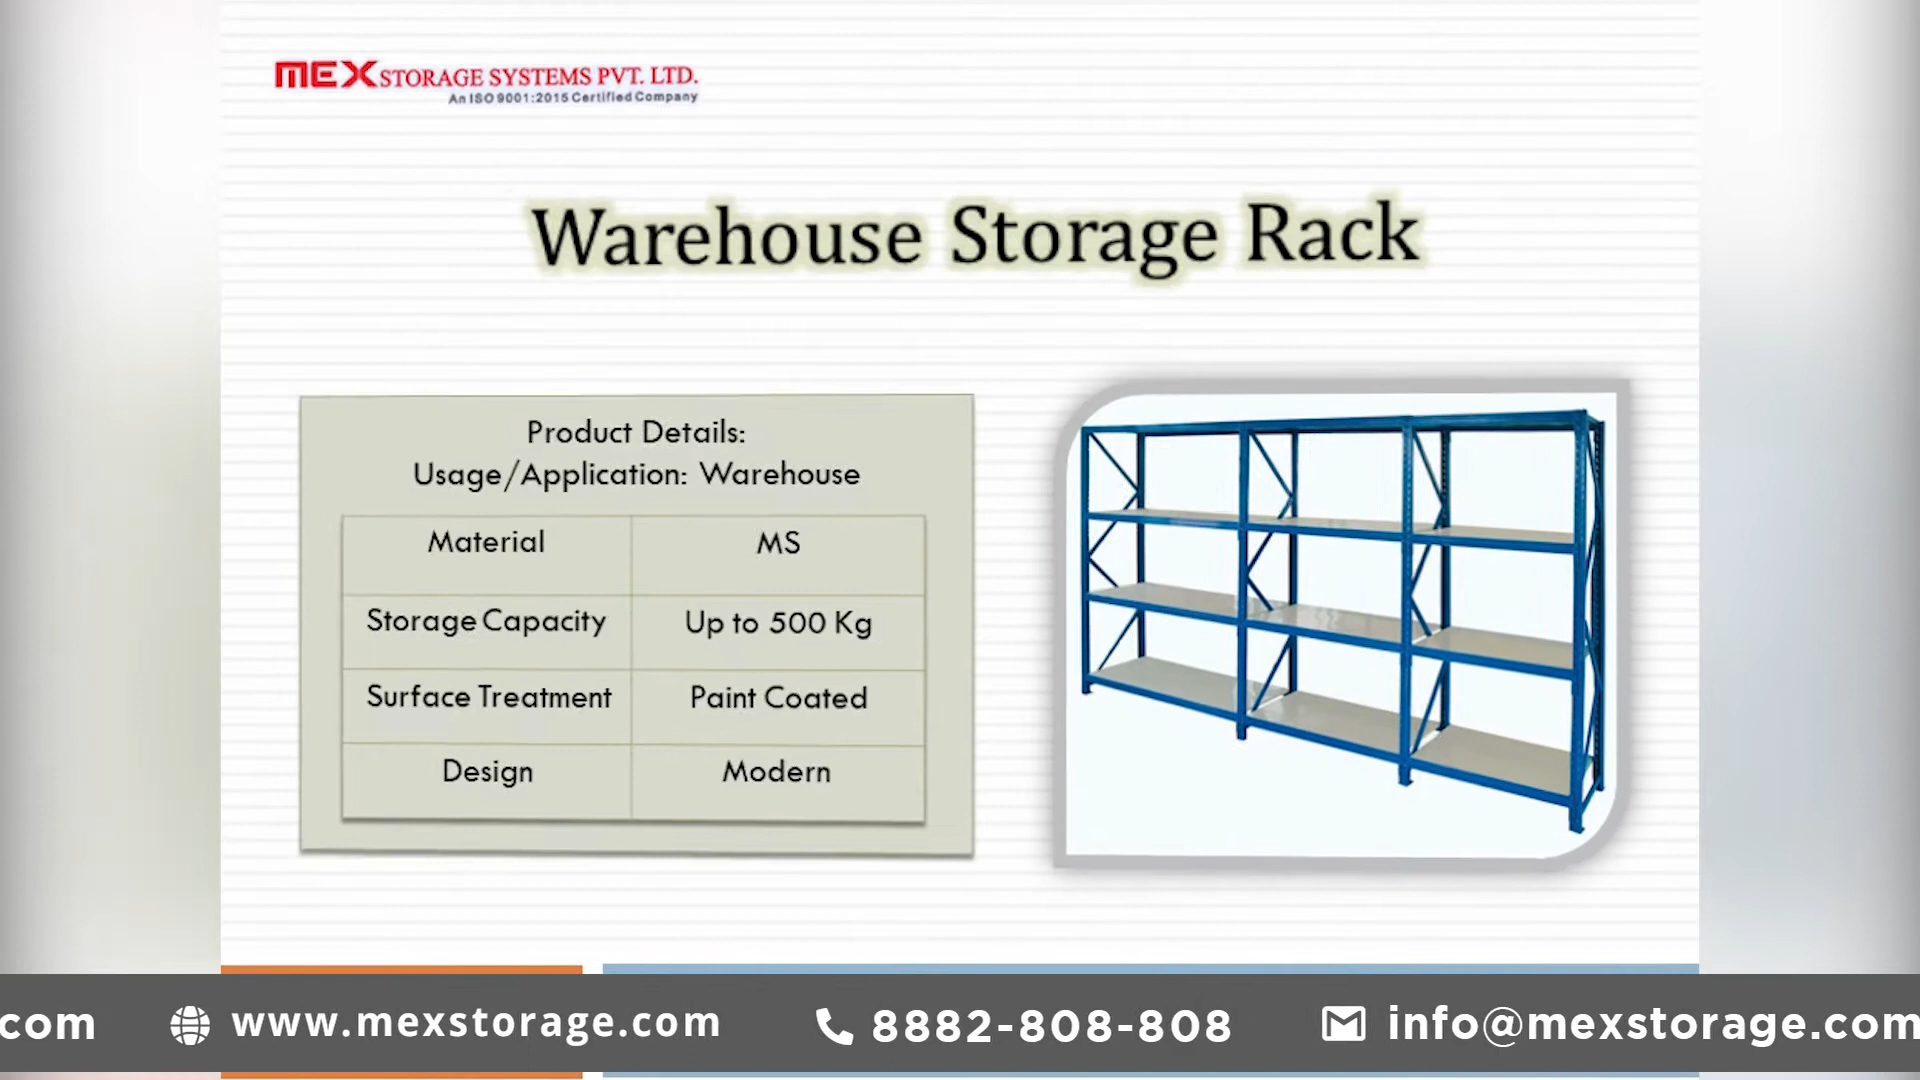 MEX STORAGE SYSTEMS PVT. LTD.
An ISO 9001:2015 Certified Company
Warehouse Storage Rack
Product Details:
Usage/Application: Warehouse
Material MS
Storage Capacity Up to 500 Kg
Surface Treatment Paint Coated
Design Modern
com www.mexstorage.com 8882-808-808 info@mexstorage.com